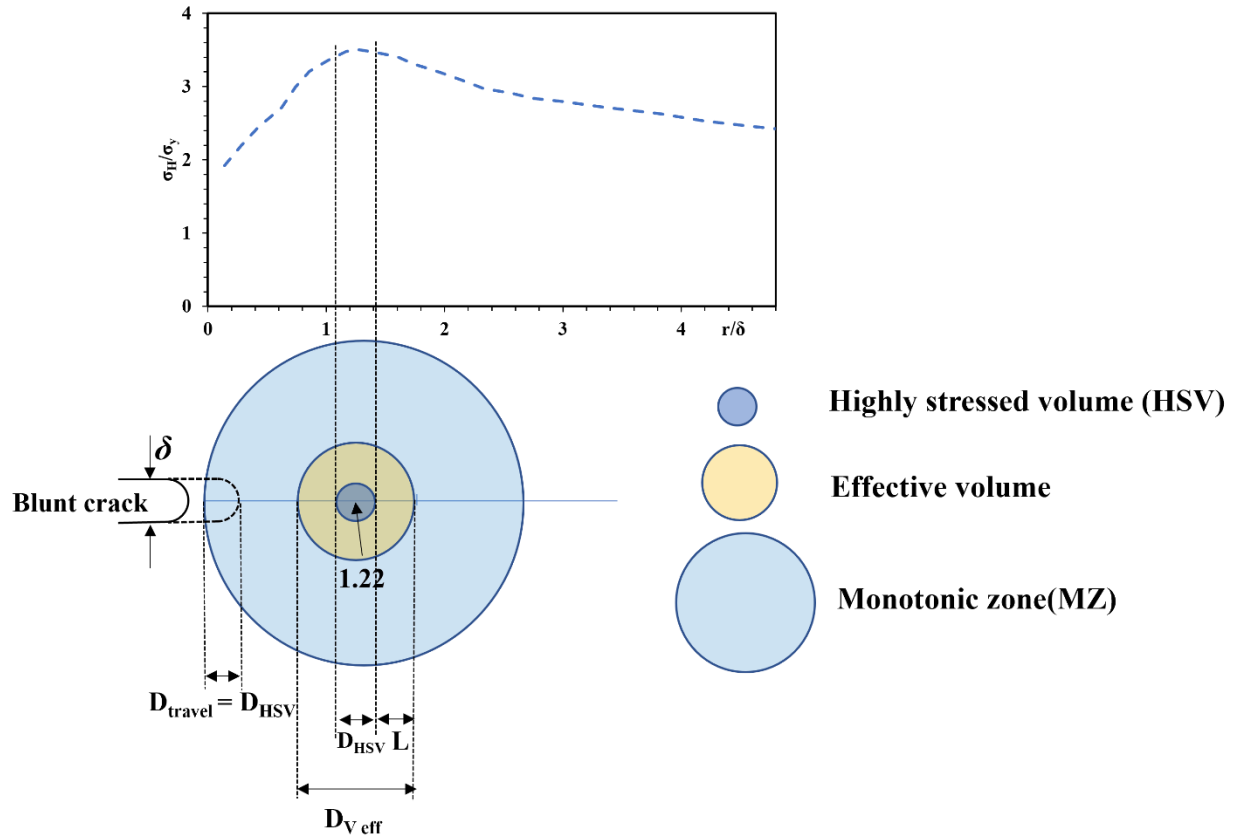 4
3
2
1
0
σH/σy
0 1 2 3 4 r/δ
δ
Blunt crack
1.22
Highly stressed volume (HSV)
Effective volume
Monotonic zone(MZ)
Dtravel = DHSV
DHSV L
DV eff